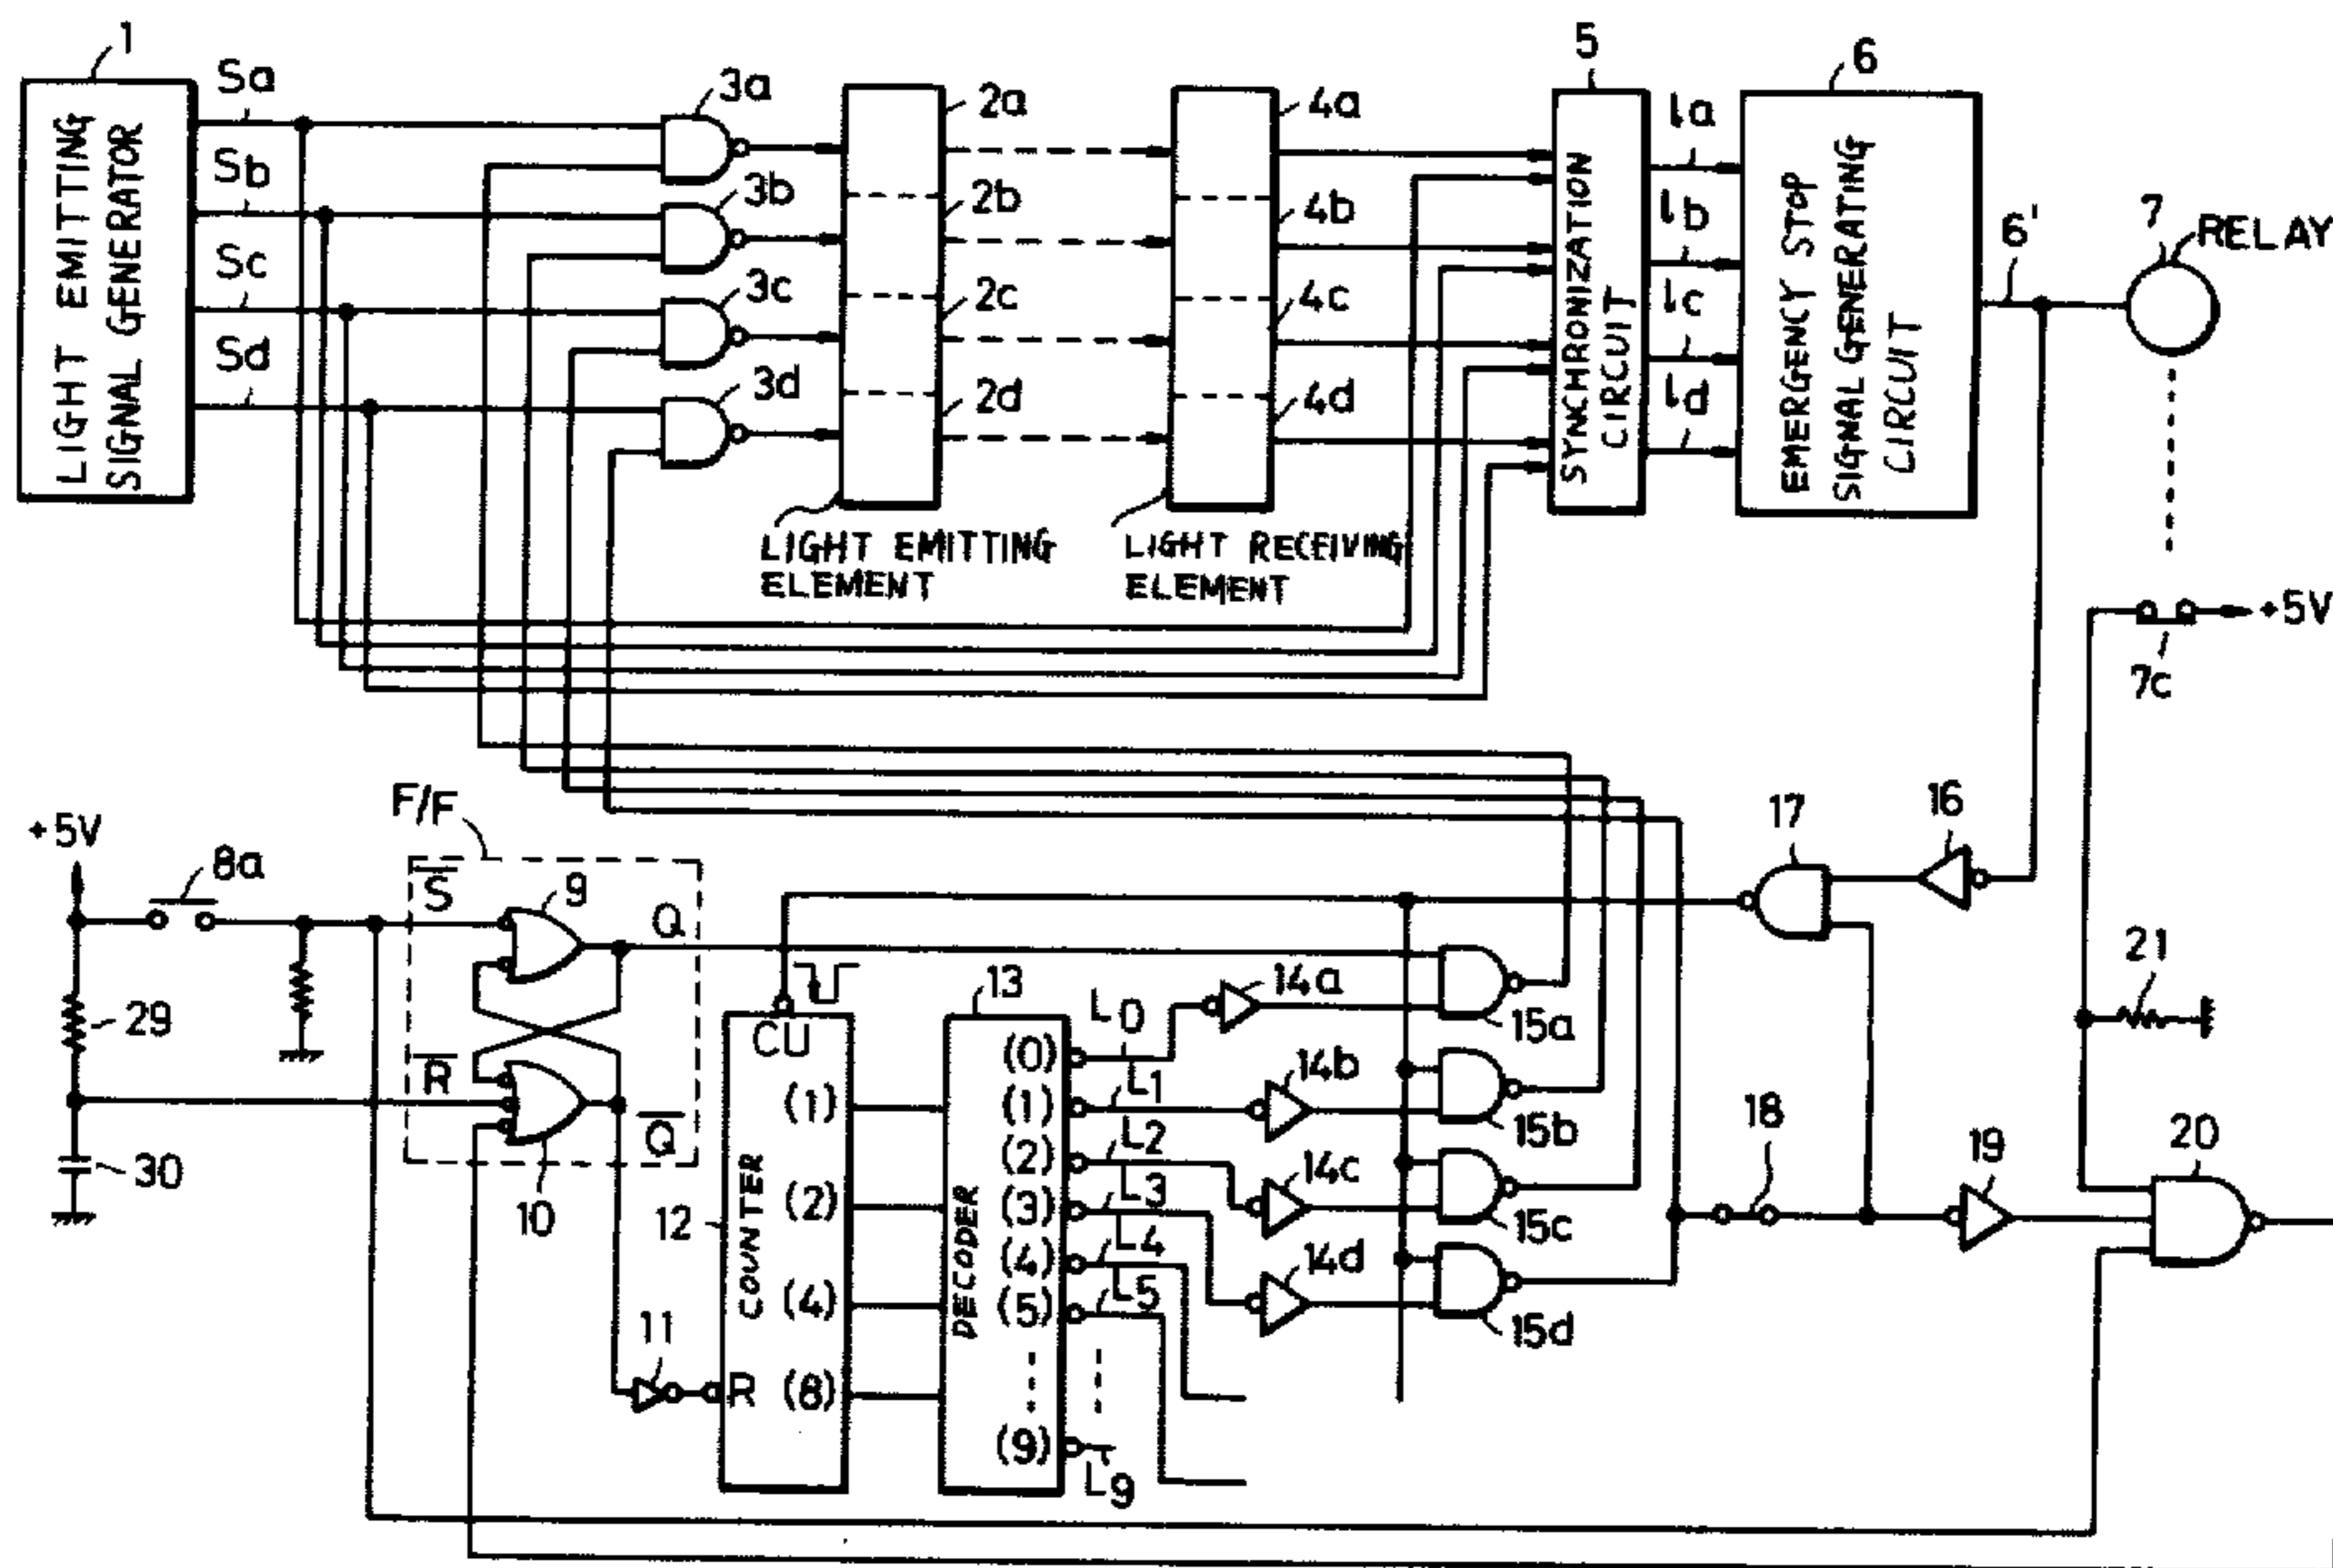 1
Sa
Sb
Sc
Sd
LIGHT EMITTING
SIGNAL GENERATOR
3a
3b
3c
3d
2a
2b
2c
2d
LIGHT EMITTING
ELEMENT
4a
4b
4c
4d
LIGHT RECEIVING
ELEMENT
5
SYNCHRONIZATION
CIRCUIT
la
lb
lc
ld
6
EMERGENCY STOP
SIGNAL GENERATING
CIRCUIT
6'
7
RELAY
+5V
7c
+5V
8a
F/F
S
9
Q
R
10
Q
29
30
11
12
CU
COUNTER
(1)
(2)
(4)
R (8)
13
DECODER
(0)
(1)
(2)
(3)
(4)
(5)
(9)
L0
L1
L2
L3
L4
L5
L9
14a
14b
14c
14d
15a
15b
15c
15d
16
17
18
19
20
21